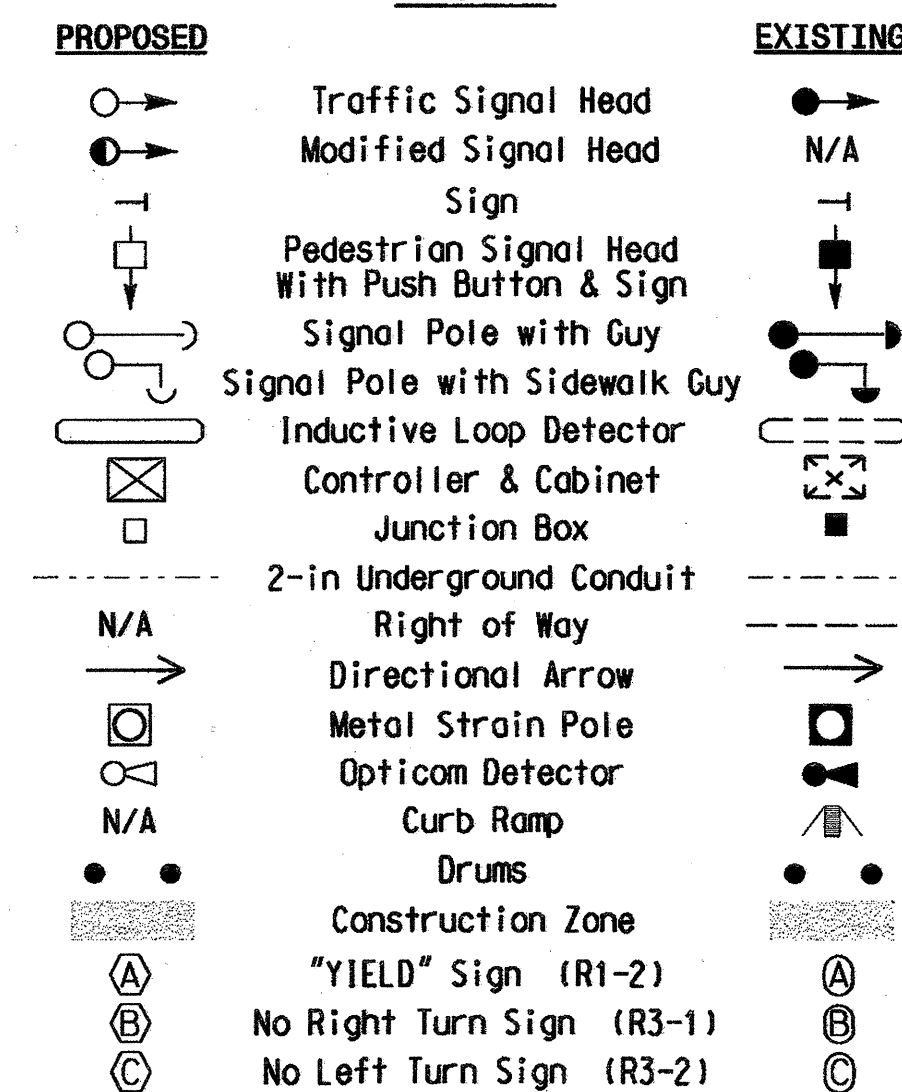 PROPOSED EXISTING
Traffic Signal Head
Modified Signal Head N/A
Sign
Pedestrian Signal Head
With Push Button & Sign
Signal Pole with Guy
Signal Pole with Sidewalk Guy
Inductive Loop Detector
Controller & Cabinet
Junction Box
2-in Underground Conduit
N/A Right of Way
Directional Arrow
Metal Strain Pole
Opticom Detector
N/A Curb Ramp
Drums
Construction Zone
A "YIELD" Sign (R1-2) A
B No Right Turn Sign (R3-1) B
C No Left Turn Sign (R3-2) C